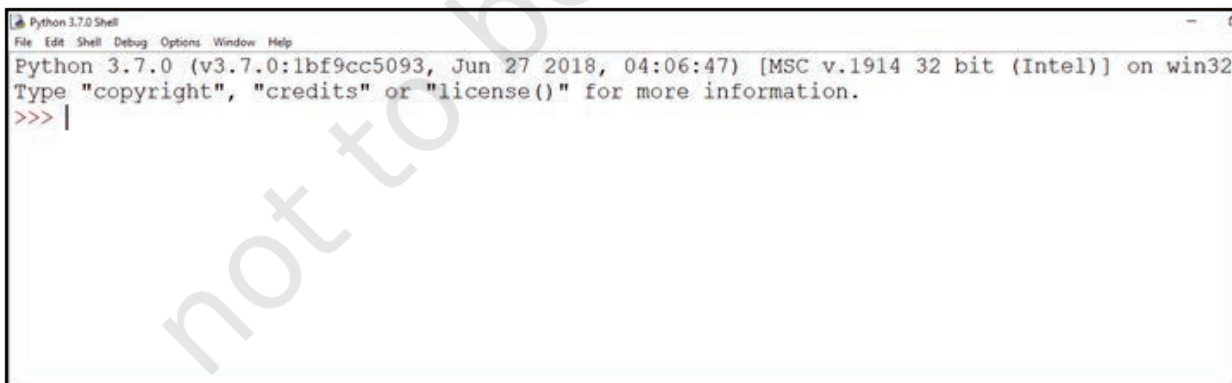 Python 3.7.0 Shell
File Edit Shell Debug Options Window Help
Python 3.7.0 (v3.7.0:1bf9cc5093, Jun 27 2018, 04:06:47) [MSC v.1914 32 bit (Intel)] on win32
Type "copyright", "credits" or "license()" for more information.
>>>
not to